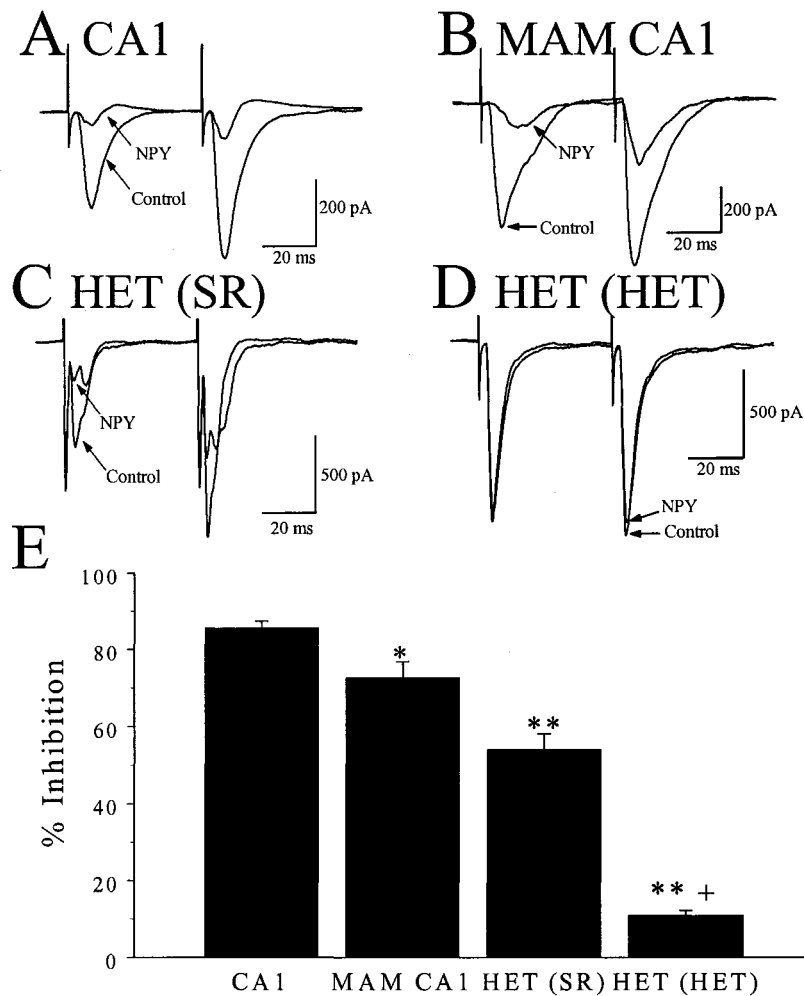 A CA1
NPY
Control
200 pA
20 ms
B MAM CA1
NPY
Control
200 pA
20 ms
C HET (SR)
NPY
Control
500 pA
20 ms
D HET (HET)
500 pA
20 ms
NPY
Control
E
% Inhibition
100
80
60
40
20
0
*
**
** +
CA1 MAM CA1 HET (SR) HET (HET)